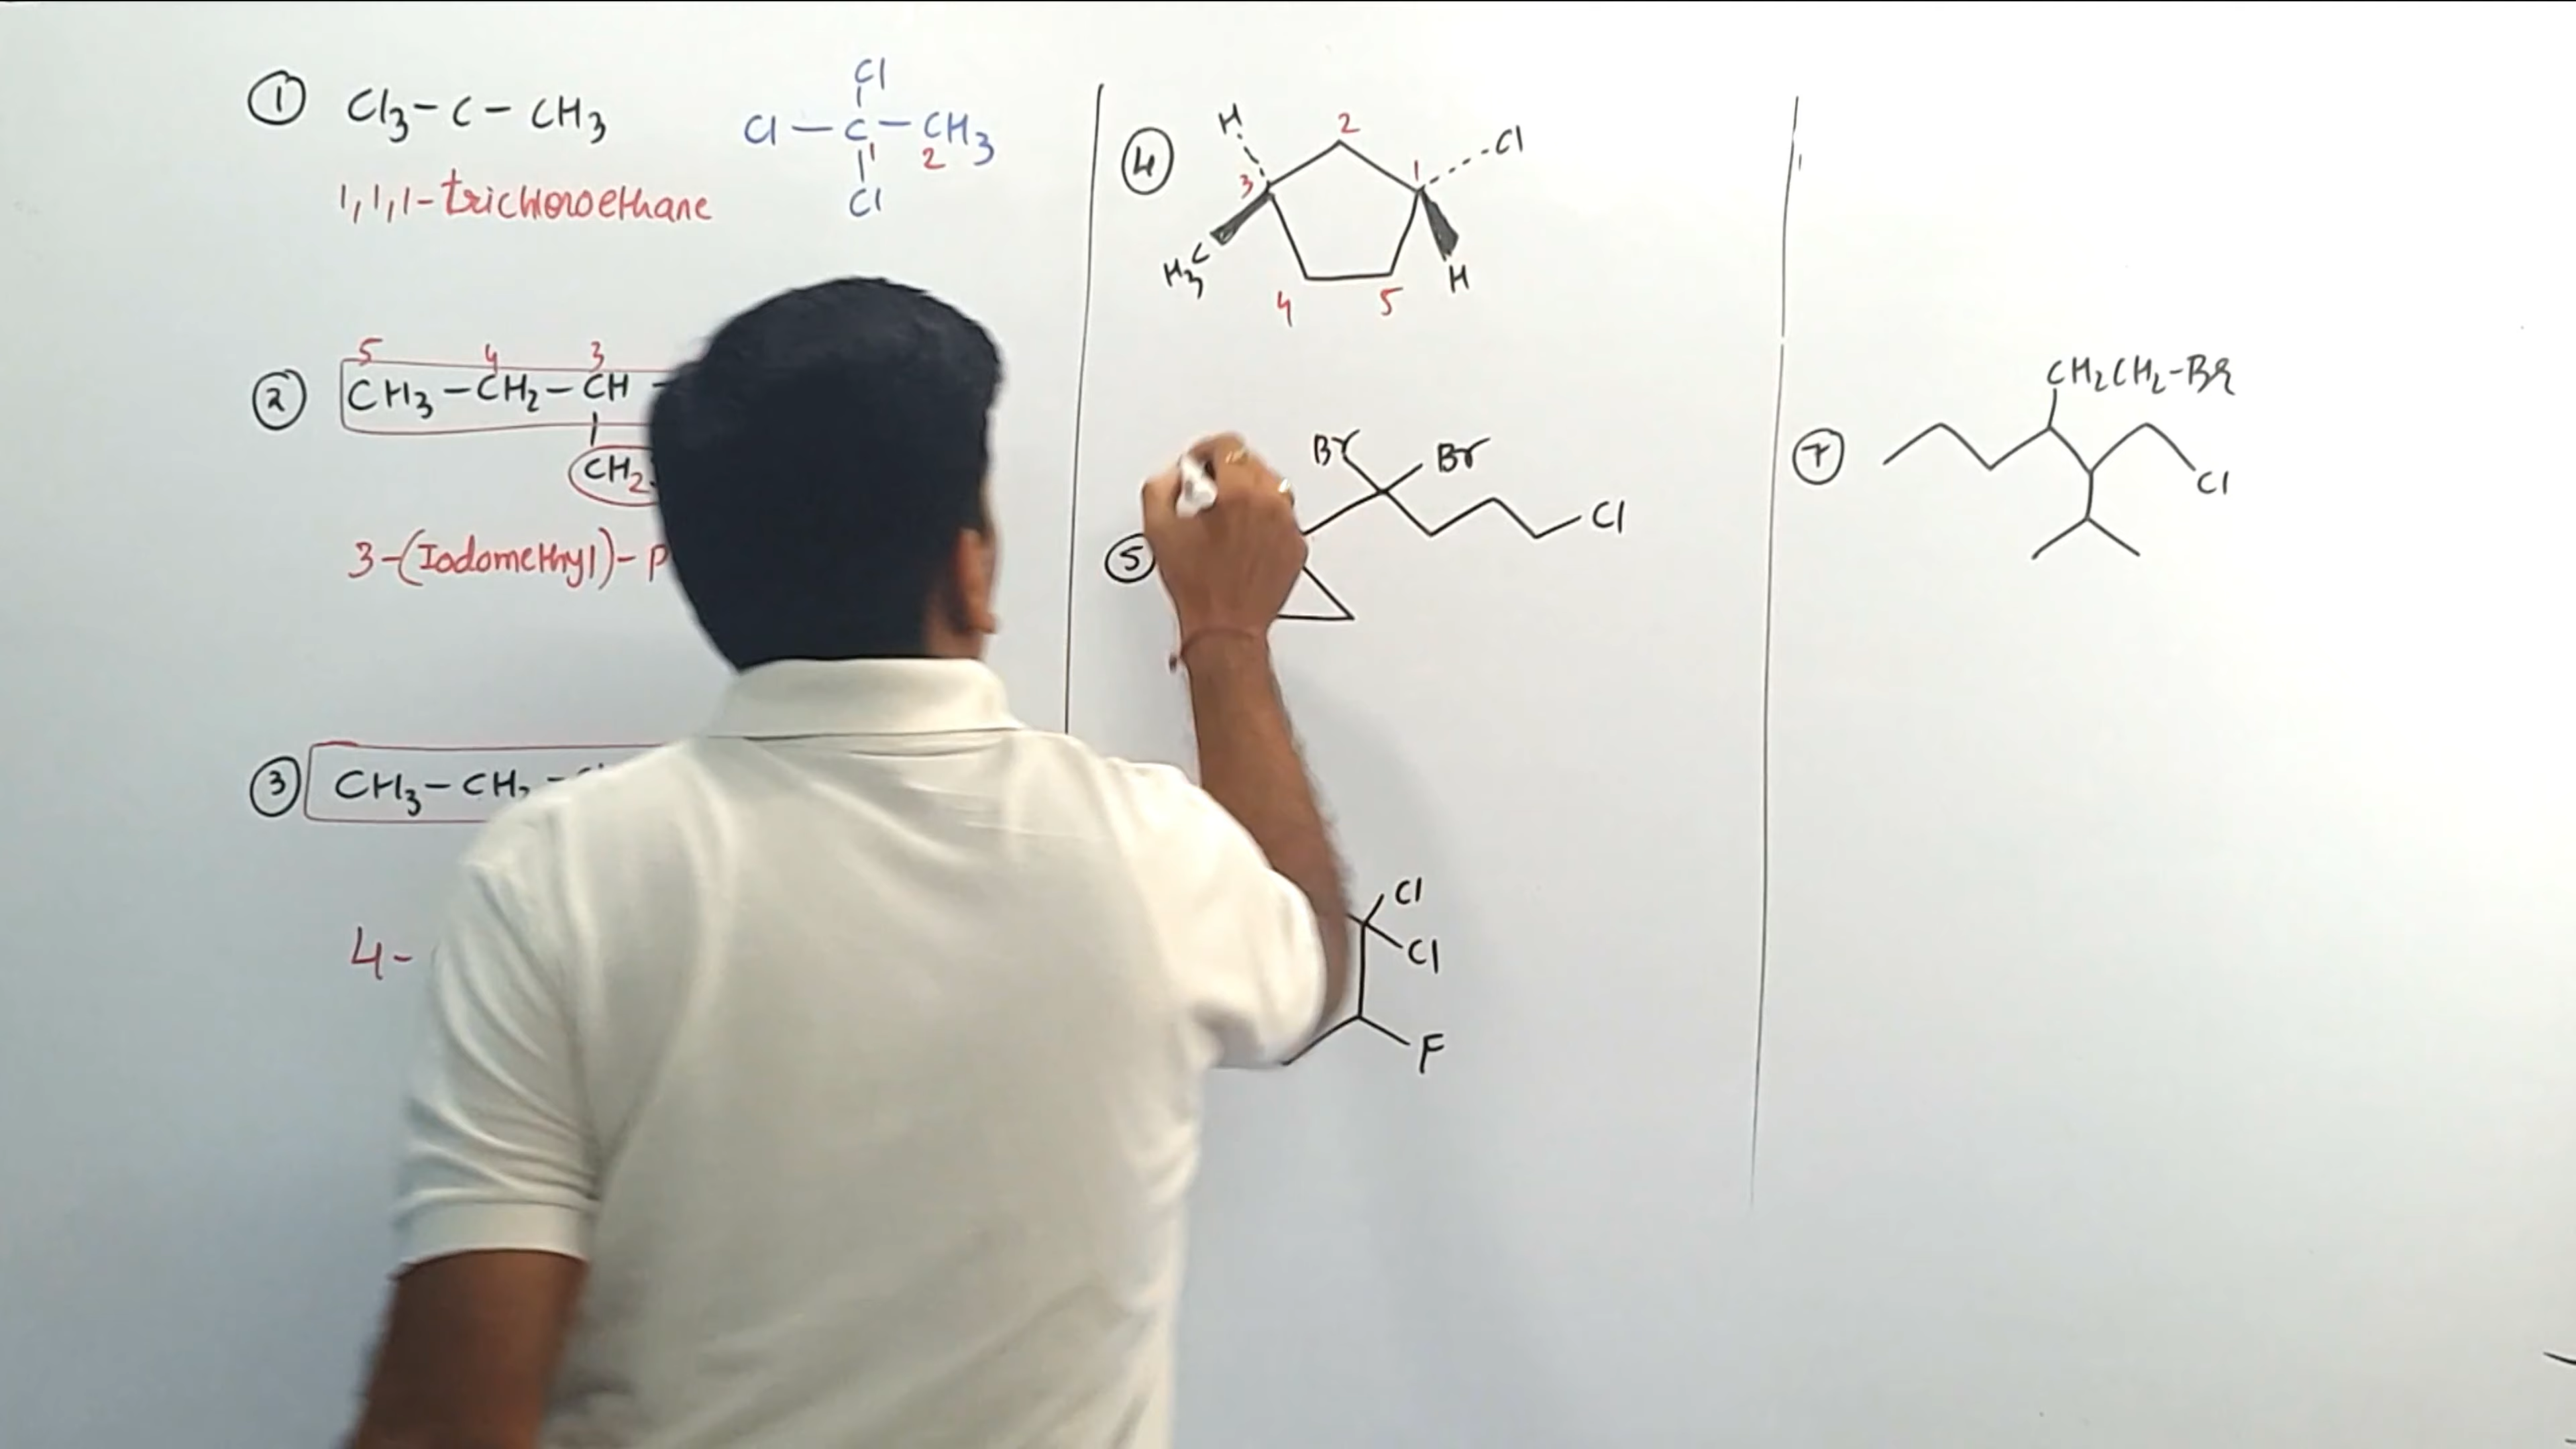 ① Cl3-C-CH3
Cl
Cl-C-CH3
1 2
Cl
1,1,1-trichloroethane
5 4 3
② CH3-CH2-CH-
CH2
3-(Iodomethyl)-P
③ CH3-CH2-
4-
④ H 2 1 Cl
3
H3C H
4 5
⑤ Br Br
Cl
Cl
Cl
F
⑦ CH2CH2-Br
Cl